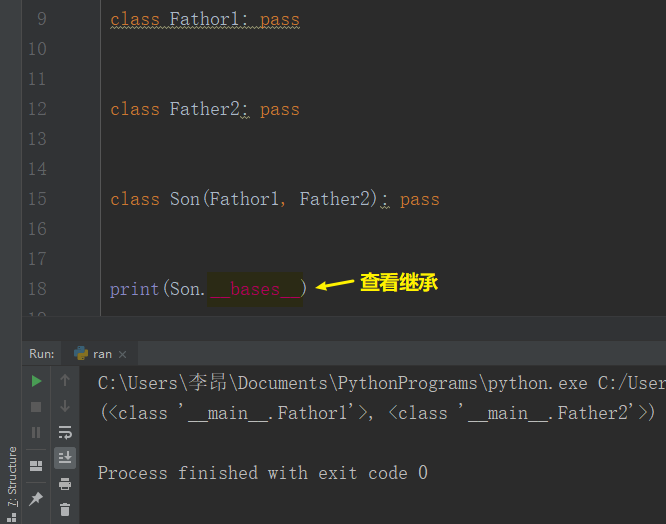 9 class Fathor1: pass
10
11
12 class Father2: pass
13
14
15 class Son(Fathor1, Father2): pass
16
17
18 print(Son.__bases__) 查看继承
Run: ran ×
C:\Users\李昂\Documents\PythonPrograms\python.exe C:/User
(<class '__main__.Fathor1'>, <class '__main__.Father2'>)
Process finished with exit code 0
7: Structure